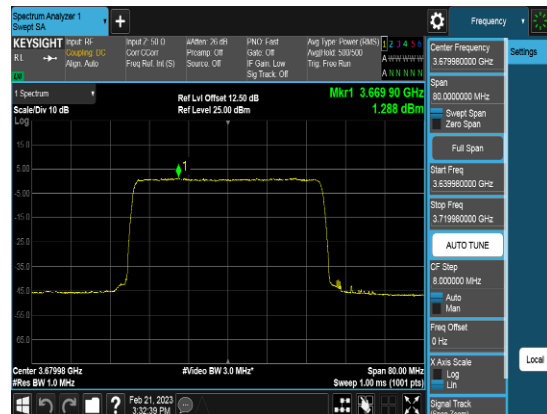 Spectrum Analyzer 1
Swept SA
+
Frequency
KEYSIGHT
Input: RF
Coupling: DC
Align: Auto
RL
Input Z: 50 Ω
Corr CCorr
Freq Ref: Int (S)
#Atten: 26 dB
Preamp: Off
Source: Off
PNO: Fast
Gate: Off
IF Gain: Low
Sig Track: Off
Avg Type: Power (RMS)
Avg|Hold: 500/500
Trig: Free Run
1 2 3 4 5 6
A W W W W W
A N N N N N
1 Spectrum
Scale/Div 10 dB
Log
Ref Lvl Offset 12.50 dB
Ref Level 25.00 dBm
Mkr1 3.669 90 GHz
1.288 dBm
15.0
5.00
-5.00
-15.0
-25.0
-35.0
-45.0
-55.0
-65.0
1
Center 3.67998 GHz
#Res BW 1.0 MHz
#Video BW 3.0 MHz*
Span 80.00 MHz
Sweep 1.00 ms (1001 pts)
Feb 21, 2023
3:32:39 PM
?
Center Frequency
3.679980000 GHz
Span
80.0000000 MHz
Swept Span
Zero Span
Full Span
Start Freq
3.639980000 GHz
Stop Freq
3.719980000 GHz
AUTO TUNE
CF Step
8.000000 MHz
Auto
Man
Freq Offset
0 Hz
X Axis Scale
Log
Lin
Signal Track
(Span Zoom)
Settings
Local